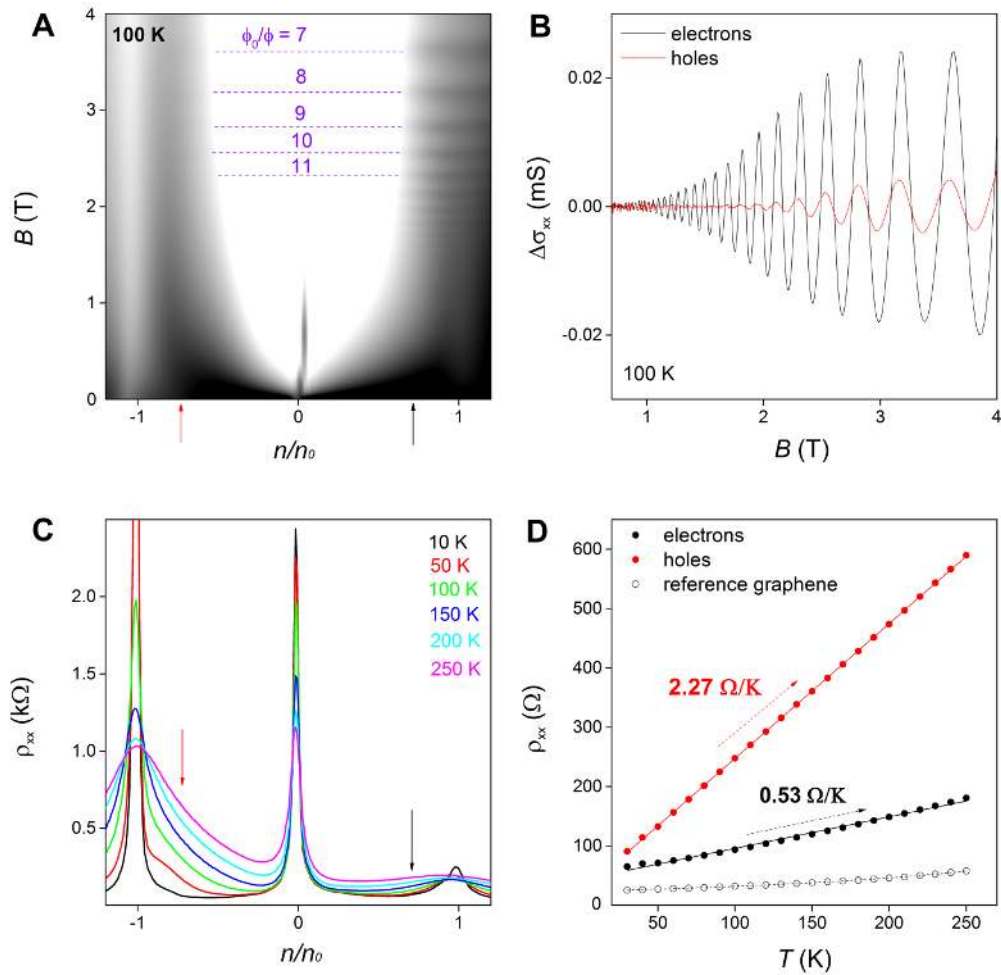 A
100 K
ϕ₀/ϕ = 7
8
9
10
11
4
3
2
1
0
B (T)
-1
0
1
n/n₀
B
electrons
holes
0.02
0.00
-0.02
Δσxx (mS)
100 K
1
2
3
4
B (T)
C
10 K
50 K
100 K
150 K
200 K
250 K
2.0
1.5
1.0
0.5
ρxx (kΩ)
-1
0
1
n/n₀
D
electrons
holes
reference graphene
600
500
400
300
200
100
0
ρxx (Ω)
2.27 Ω/K
0.53 Ω/K
50
100
150
200
250
T (K)